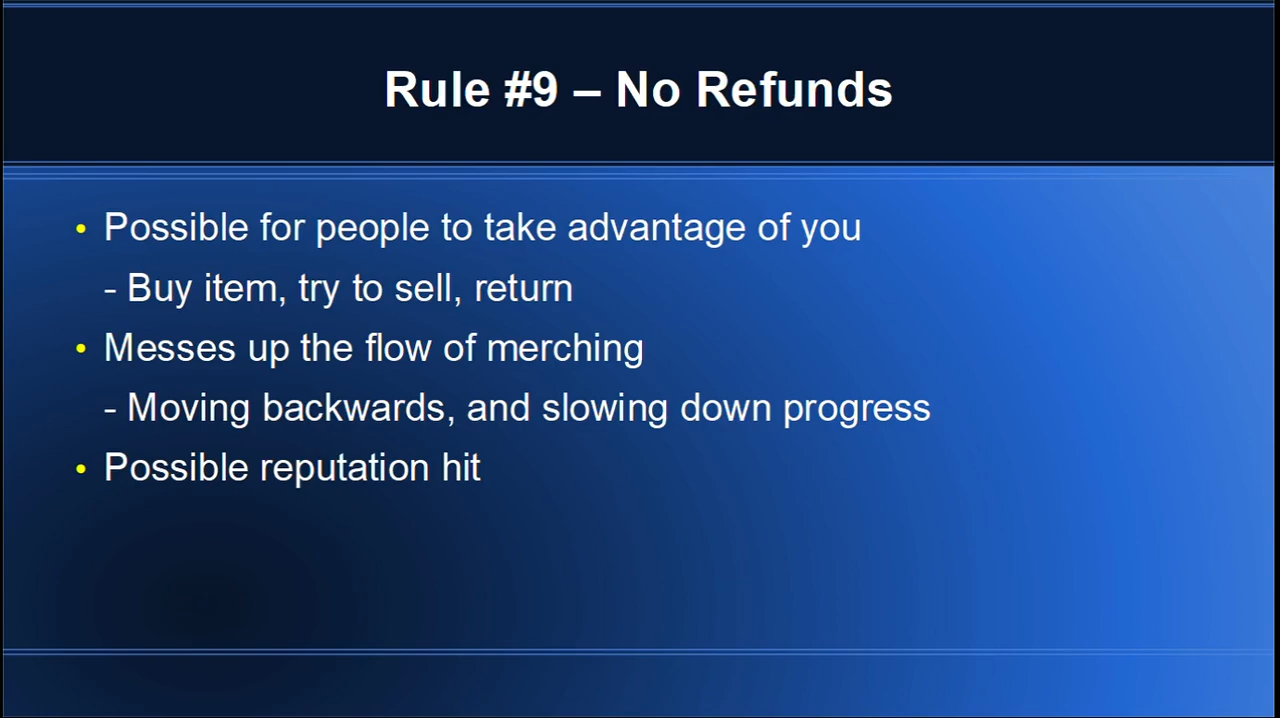 Rule #9 – No Refunds
• Possible for people to take advantage of you
- Buy item, try to sell, return
• Messes up the flow of merching
- Moving backwards, and slowing down progress
• Possible reputation hit